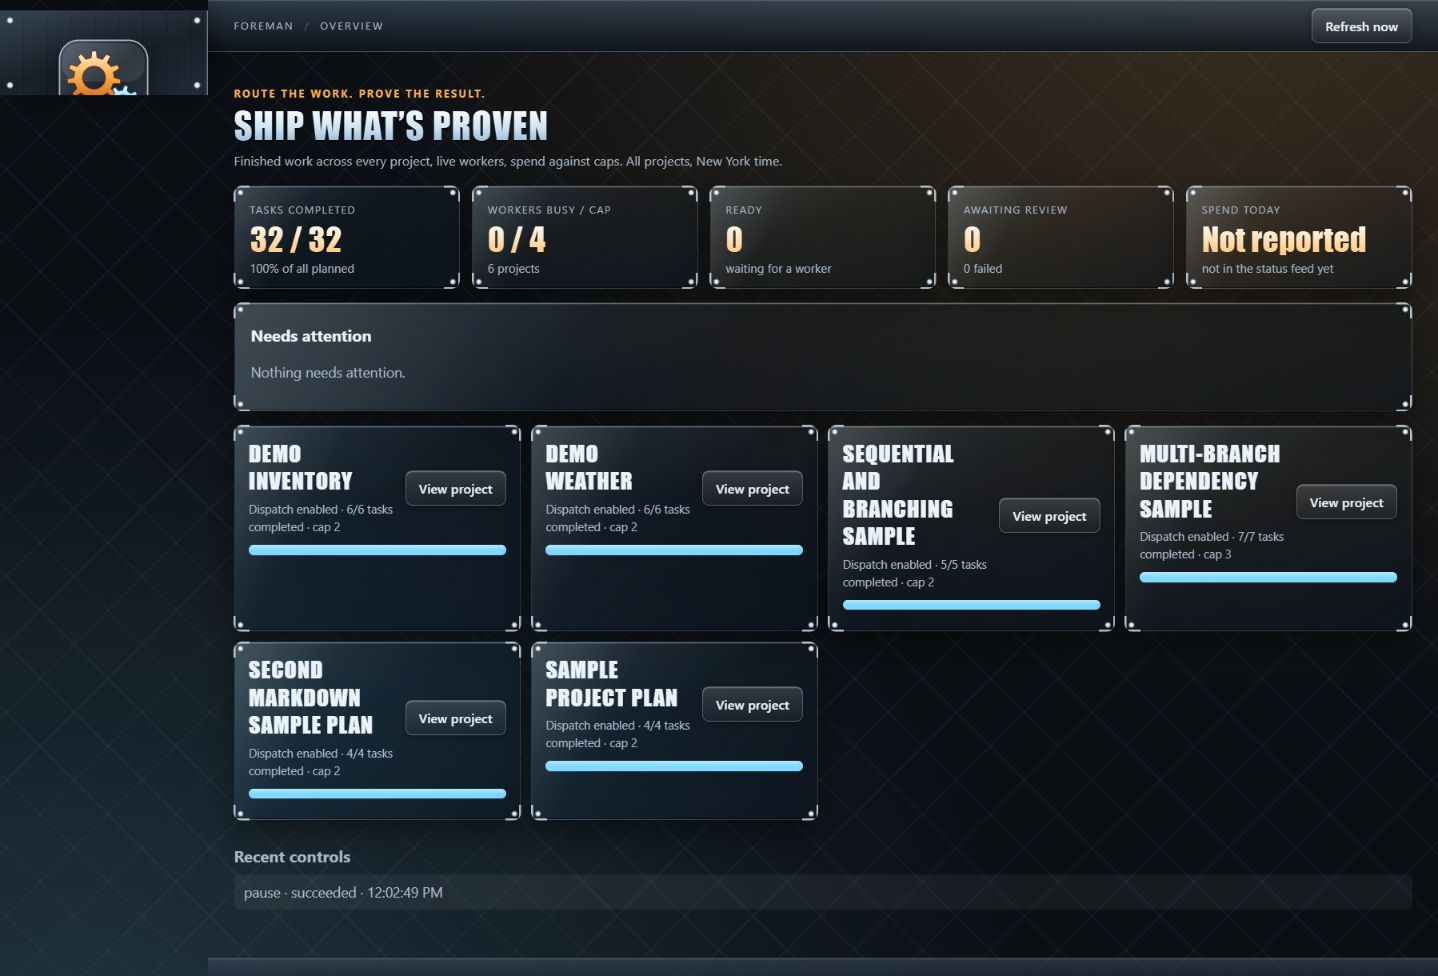 FOREMAN / OVERVIEW
Refresh now
ROUTE THE WORK. PROVE THE RESULT.
SHIP WHAT’S PROVEN
Finished work across every project, live workers, spend against caps. All projects, New York time.
TASKS COMPLETED
32 / 32
100% of all planned
WORKERS BUSY / CAP
0 / 4
6 projects
READY
0
waiting for a worker
AWAITING REVIEW
0
0 failed
SPEND TODAY
Not reported
not in the status feed yet
Needs attention
Nothing needs attention.
DEMO
INVENTORY
Dispatch enabled · 6/6 tasks
completed · cap 2
View project
DEMO
WEATHER
Dispatch enabled · 6/6 tasks
completed · cap 2
View project
SEQUENTIAL
AND
BRANCHING
SAMPLE
Dispatch enabled · 5/5 tasks
completed · cap 2
View project
MULTI-BRANCH
DEPENDENCY
SAMPLE
Dispatch enabled · 7/7 tasks
completed · cap 3
View project
SECOND
MARKDOWN
SAMPLE PLAN
Dispatch enabled · 4/4 tasks
completed · cap 2
View project
SAMPLE
PROJECT PLAN
Dispatch enabled · 4/4 tasks
completed · cap 2
View project
Recent controls
pause · succeeded · 12:02:49 PM